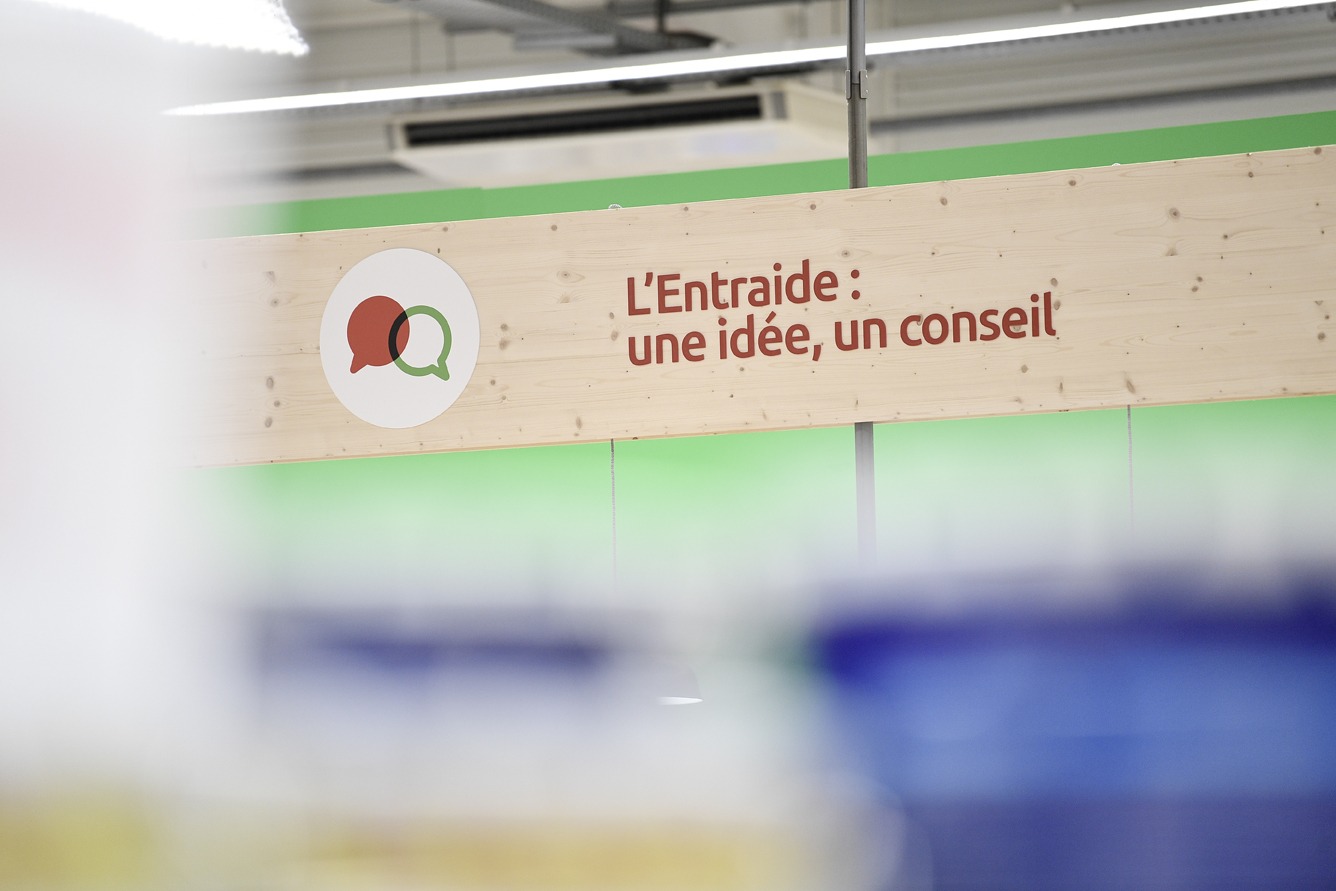 L’Entraide :
une idée, un conseil